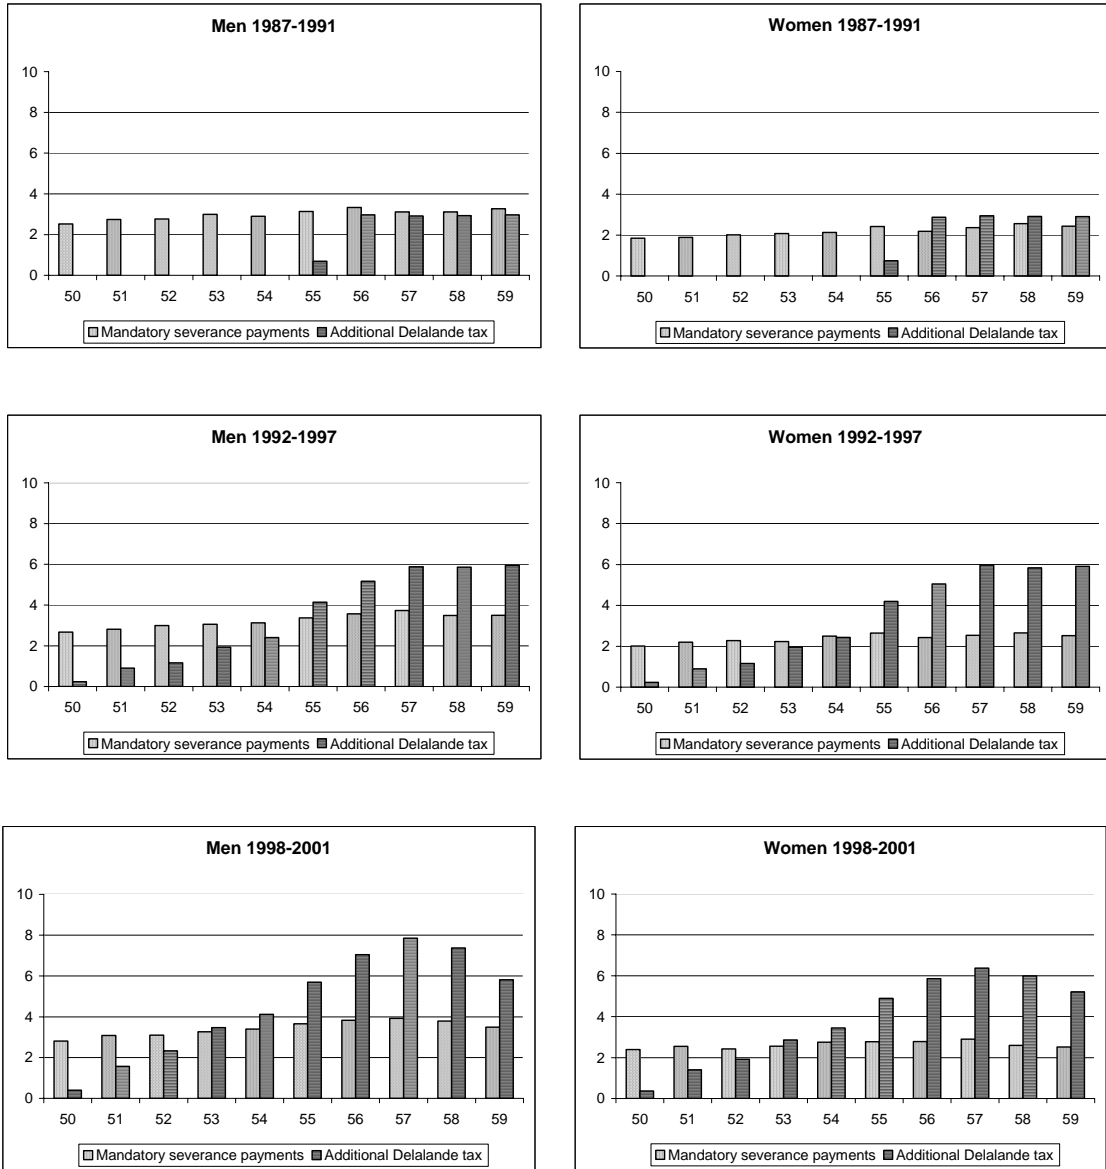 Men 1987-1991
10
8
6
4
2
0
50 51 52 53 54 55 56 57 58 59
Mandatory severance payments Additional Delalande tax
Women 1987-1991
10
8
6
4
2
0
50 51 52 53 54 55 56 57 58 59
Mandatory severance payments Additional Delalande tax
Men 1992-1997
10
8
6
4
2
0
50 51 52 53 54 55 56 57 58 59
Mandatory severance payments Additional Delalande tax
Women 1992-1997
10
8
6
4
2
0
50 51 52 53 54 55 56 57 58 59
Mandatory severance payments Additional Delalande tax
Men 1998-2001
10
8
6
4
2
0
50 51 52 53 54 55 56 57 58 59
Mandatory severance payments Additional Delalande tax
Women 1998-2001
10
8
6
4
2
0
50 51 52 53 54 55 56 57 58 59
Mandatory severance payments Additional Delalande tax